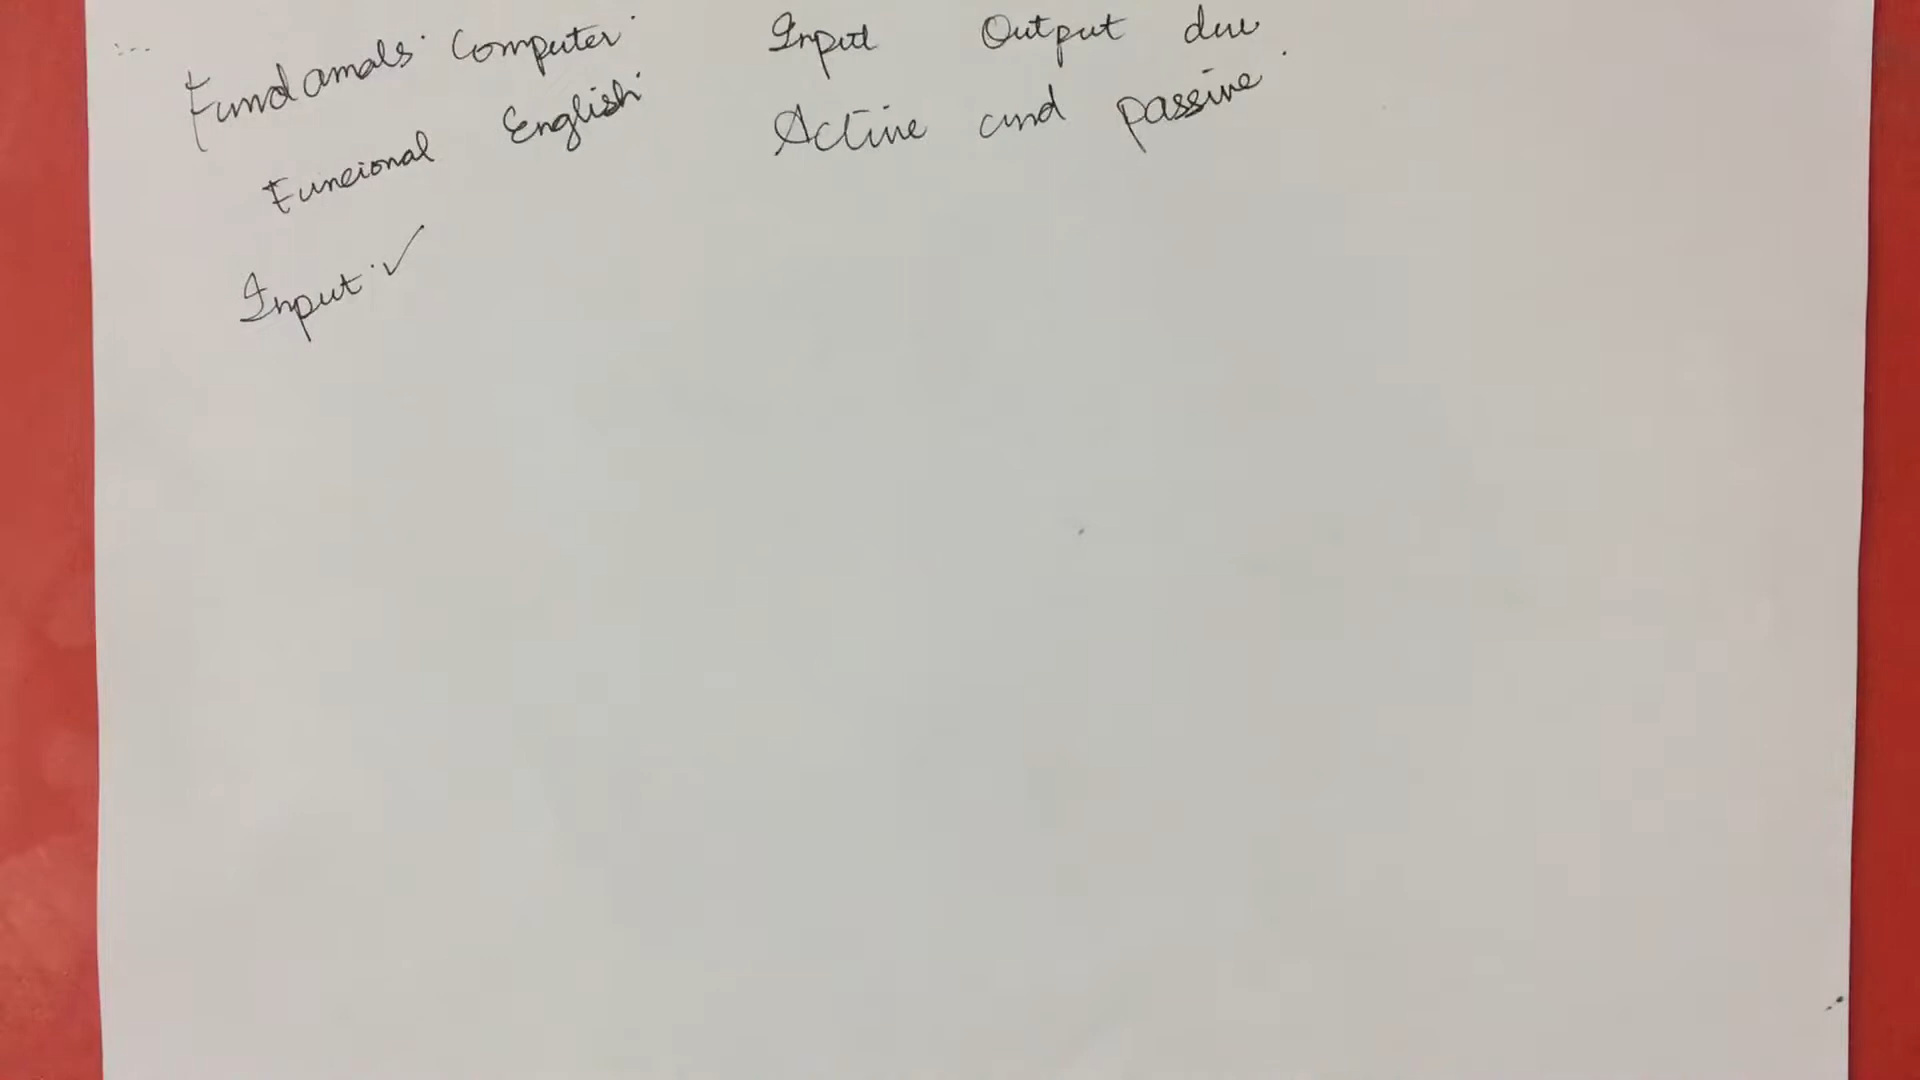 Fundamals Computer Input Output due
Funcional English Active and passive
Input